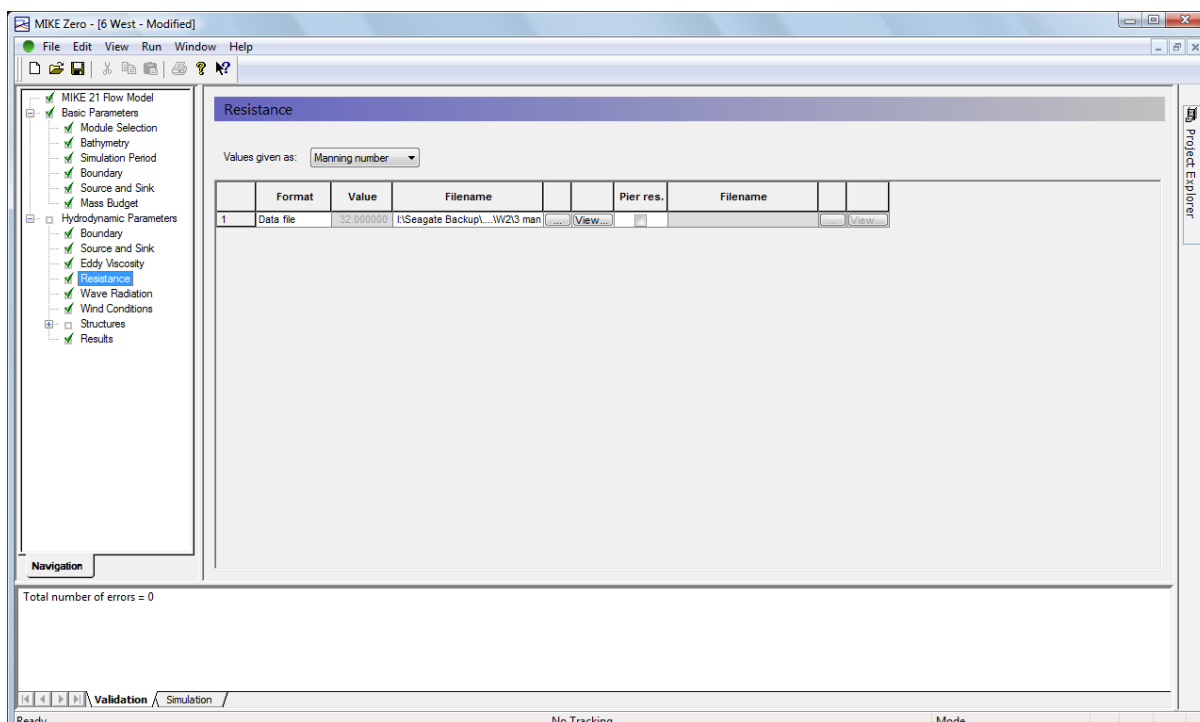 MIKE Zero - [6 West - Modified]
File Edit View Run Window Help
MIKE 21 Flow Model
Basic Parameters
Module Selection
Bathymetry
Simulation Period
Boundary
Source and Sink
Mass Budget
Hydrodynamic Parameters
Boundary
Source and Sink
Eddy Viscosity
Resistance
Wave Radiation
Wind Conditions
Structures
Results
Navigation
Resistance
Values given as: Manning number
Format Value Filename Pier res. Filename
1 Data file 32.000000 I:\Seagate Backup\....W2\3 man ... View... ... View...
Project Explorer
Total number of errors = 0
Validation Simulation
Ready No Tracking Mode